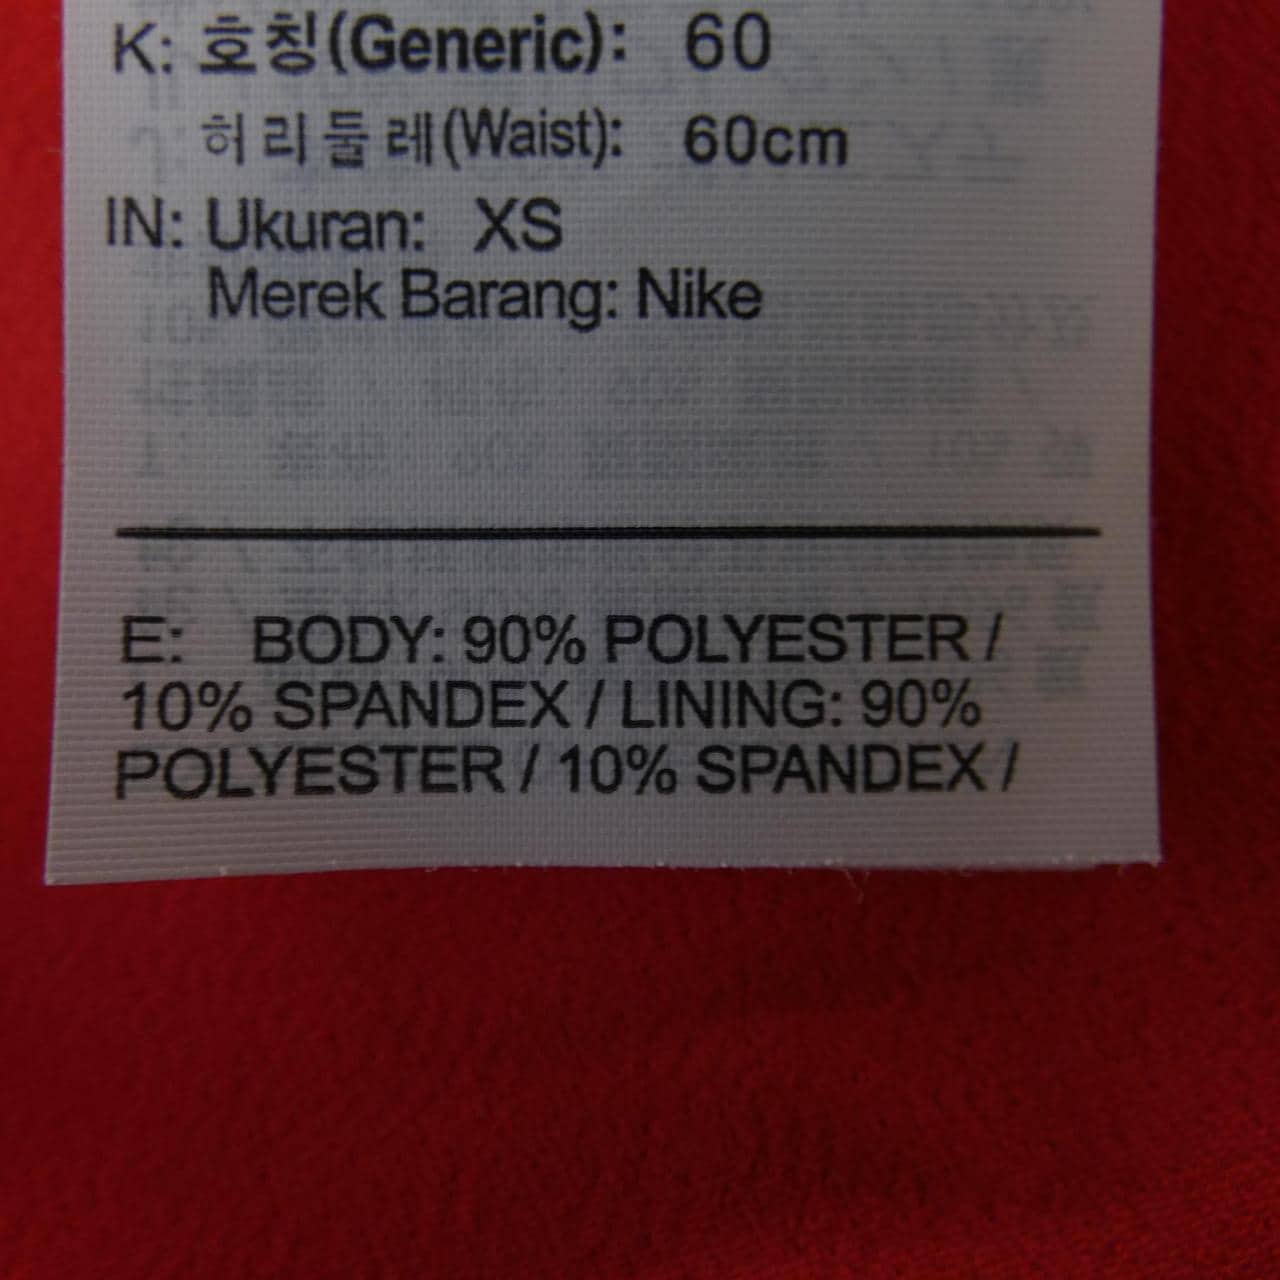 K: 호칭(Generic): 60
허리둘레(Waist): 60cm
IN: Ukuran: XS
Merek Barang: Nike
E: BODY: 90% POLYESTER /
10% SPANDEX / LINING: 90%
POLYESTER / 10% SPANDEX /